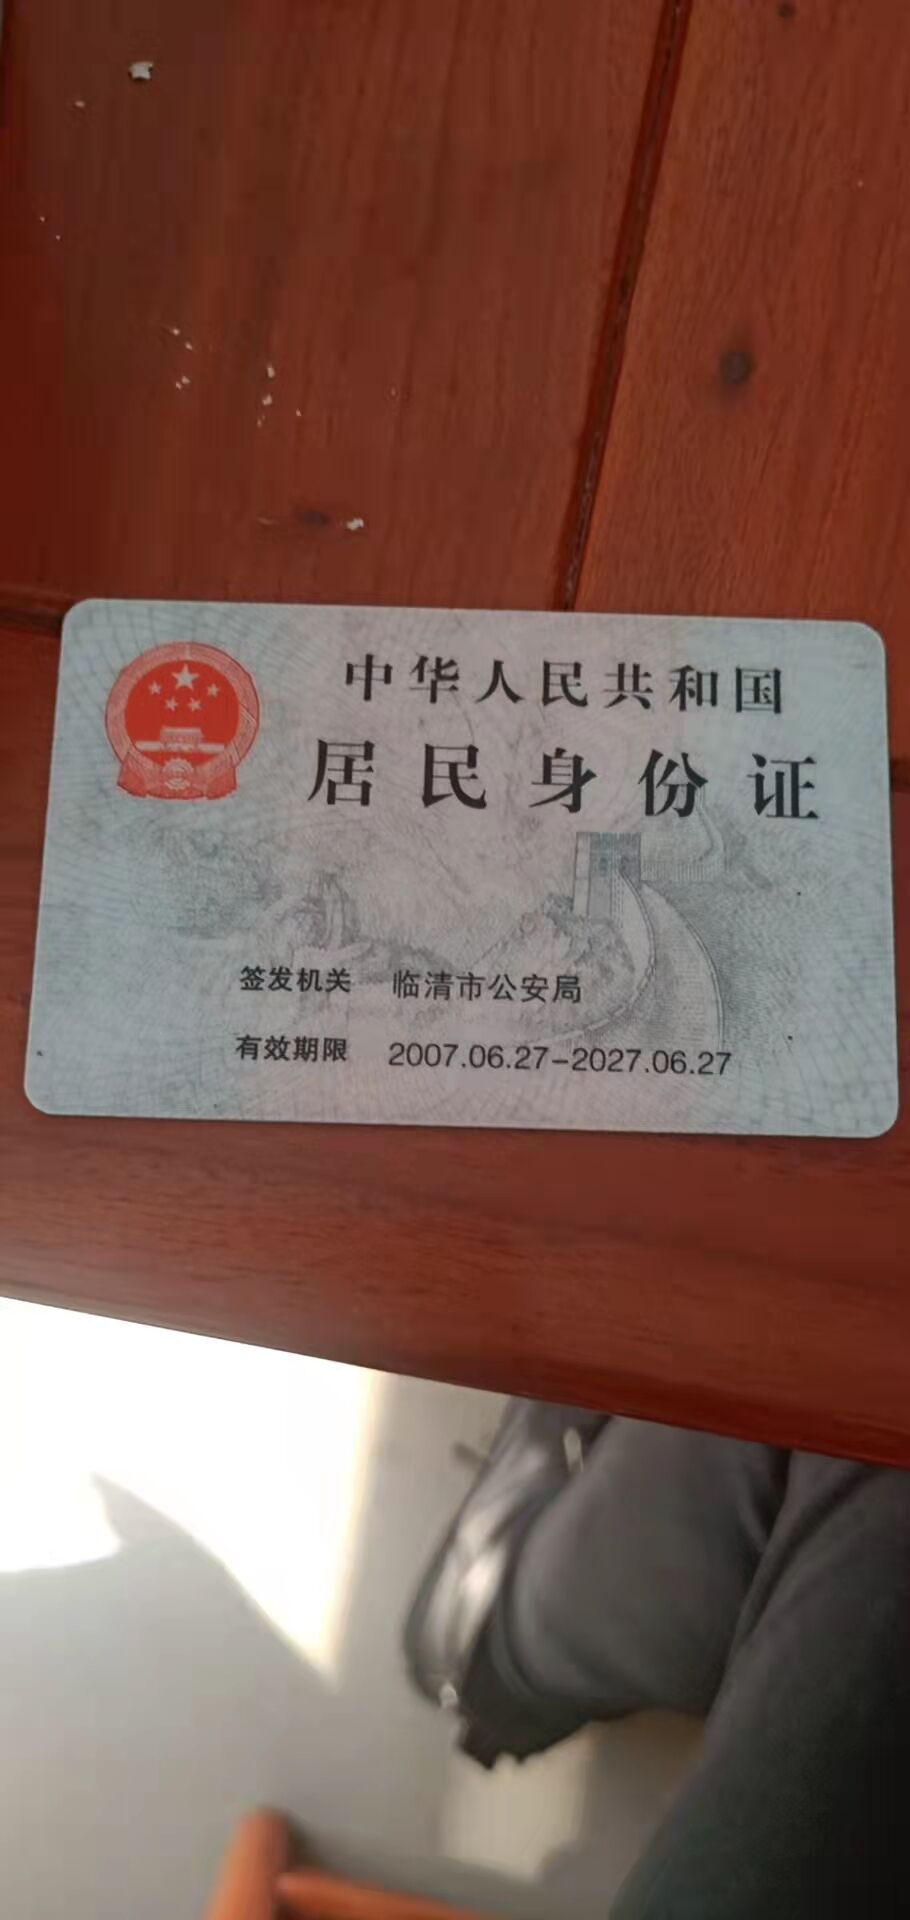 中华人民共和国
居民身份证
签发机关 临清市公安局
有效期限 2007.06.27-2027.06.27